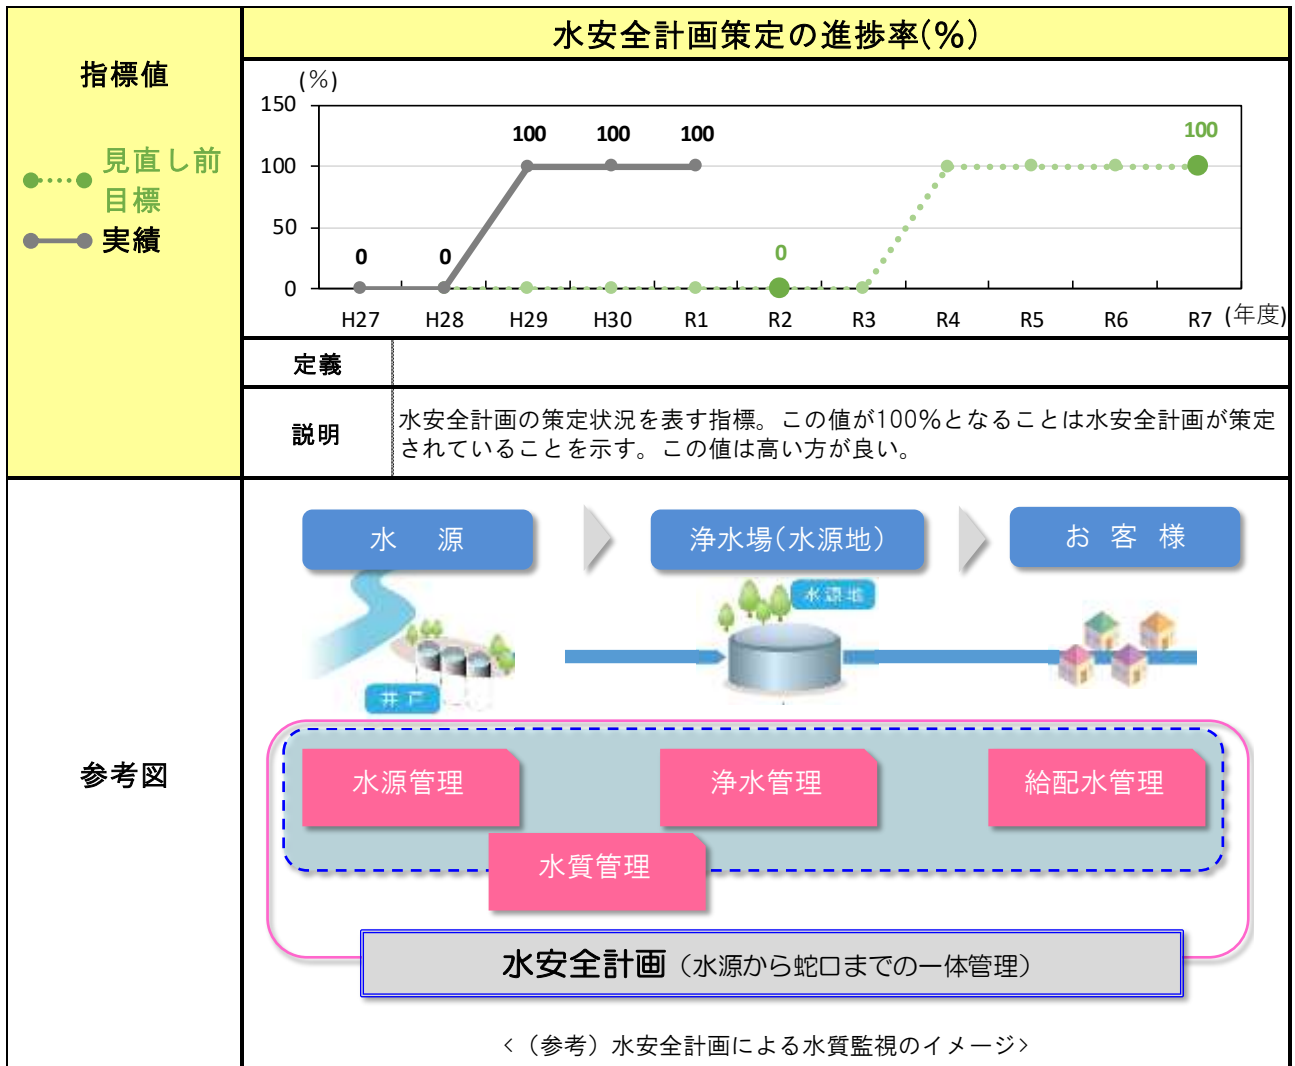 水安全計画策定の進捗率(%)
指標値
見直し前
目標
実績
(%)
150
100
50
0
0
0
100
100
100
0
100
H27
H28
H29
H30
R1
R2
R3
R4
R5
R6
R7
(年度)
定義
説明
水安全計画の策定状況を表す指標。この値が100%となることは水安全計画が策定
されていることを示す。この値は高い方が良い。
参考図
水 源
浄水場(水源地)
お 客 様
水源地
井戸
水源管理
浄水管理
給配水管理
水質管理
水安全計画（水源から蛇口までの一体管理）
<（参考）水安全計画による水質監視のイメージ>